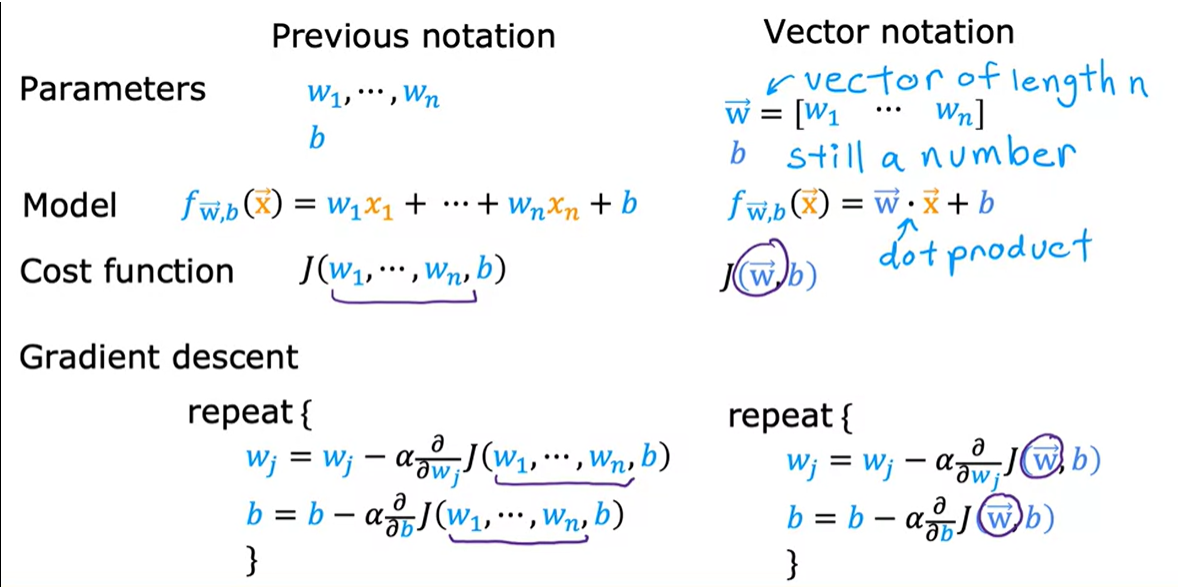 Previous notation Vector notation
vector of length n
Parameters w₁, ⋯, wₙ w⃗ = [w₁ ⋯ wₙ]
b b still a number
Model f_w⃗,b(x⃗) = w₁x₁ + ⋯ + wₙxₙ + b f_w⃗,b(x⃗) = w⃗ · x⃗ + b
dot product
Cost function J(w₁, ⋯, wₙ, b) J(w⃗, b)
Gradient descent
repeat { repeat {
wⱼ = wⱼ − α ∂/∂wⱼ J(w₁, ⋯, wₙ, b) wⱼ = wⱼ − α ∂/∂wⱼ J(w⃗, b)
b = b − α ∂/∂b J(w₁, ⋯, wₙ, b) b = b − α ∂/∂b J(w⃗, b)
} }